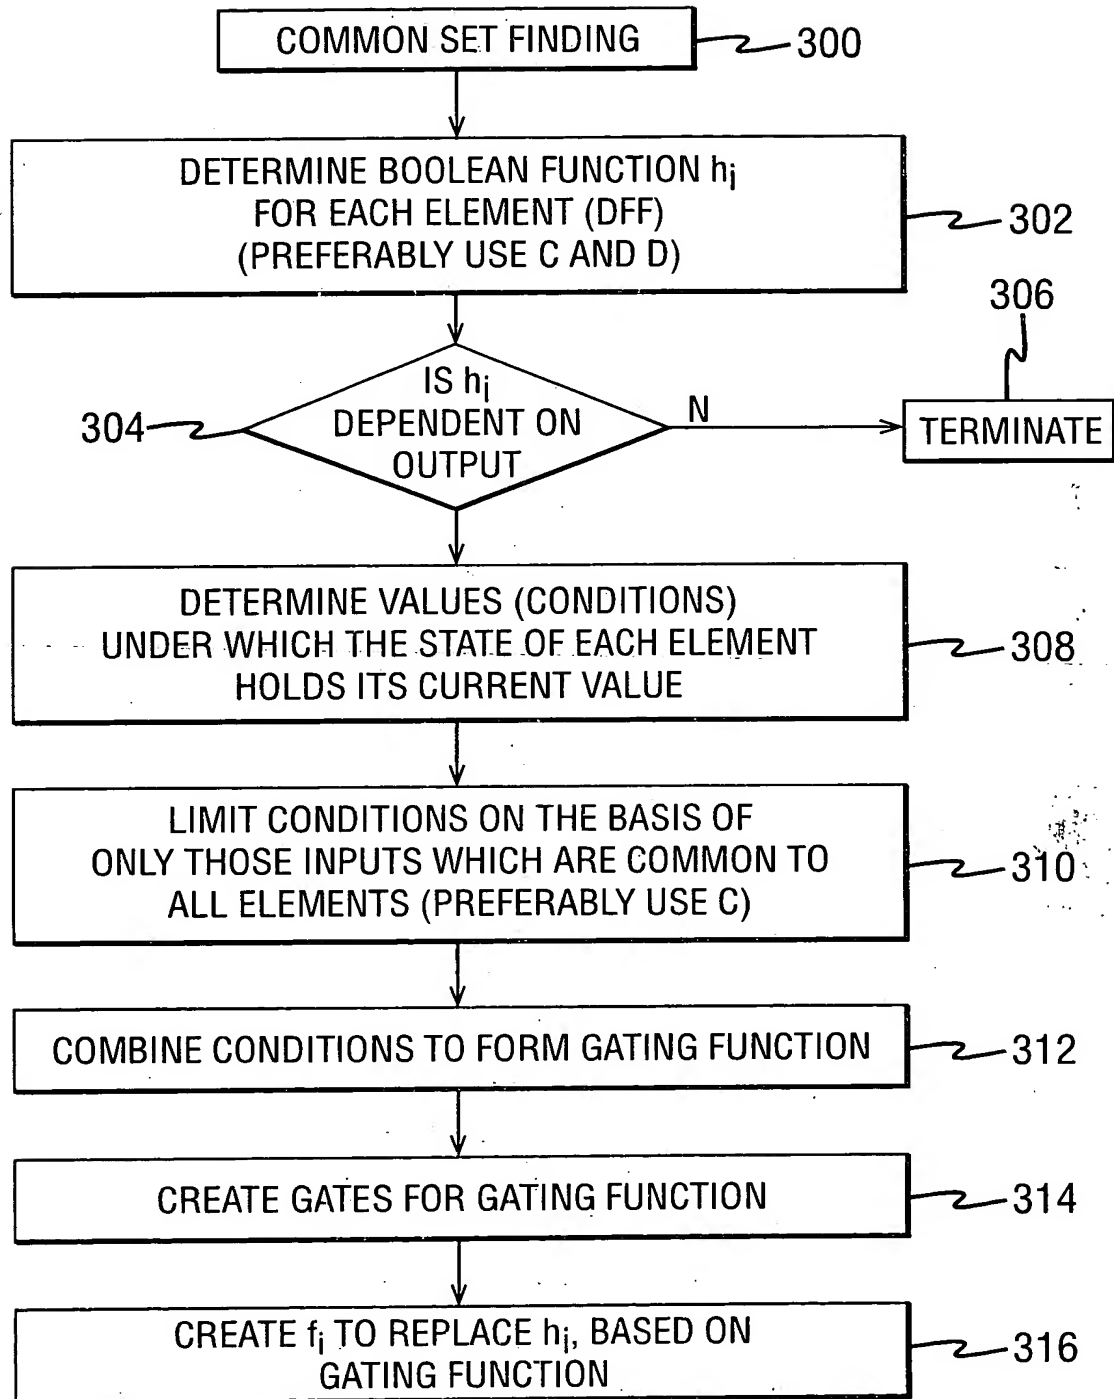 COMMON SET FINDING
300
DETERMINE BOOLEAN FUNCTION hi
FOR EACH ELEMENT (DFF)
(PREFERABLY USE C AND D)
302
306
IS hi
DEPENDENT ON
OUTPUT
304
N
TERMINATE
DETERMINE VALUES (CONDITIONS)
UNDER WHICH THE STATE OF EACH ELEMENT
HOLDS ITS CURRENT VALUE
308
LIMIT CONDITIONS ON THE BASIS OF
ONLY THOSE INPUTS WHICH ARE COMMON TO
ALL ELEMENTS (PREFERABLY USE C)
310
COMBINE CONDITIONS TO FORM GATING FUNCTION
312
CREATE GATES FOR GATING FUNCTION
314
CREATE fi TO REPLACE hi, BASED ON
GATING FUNCTION
316